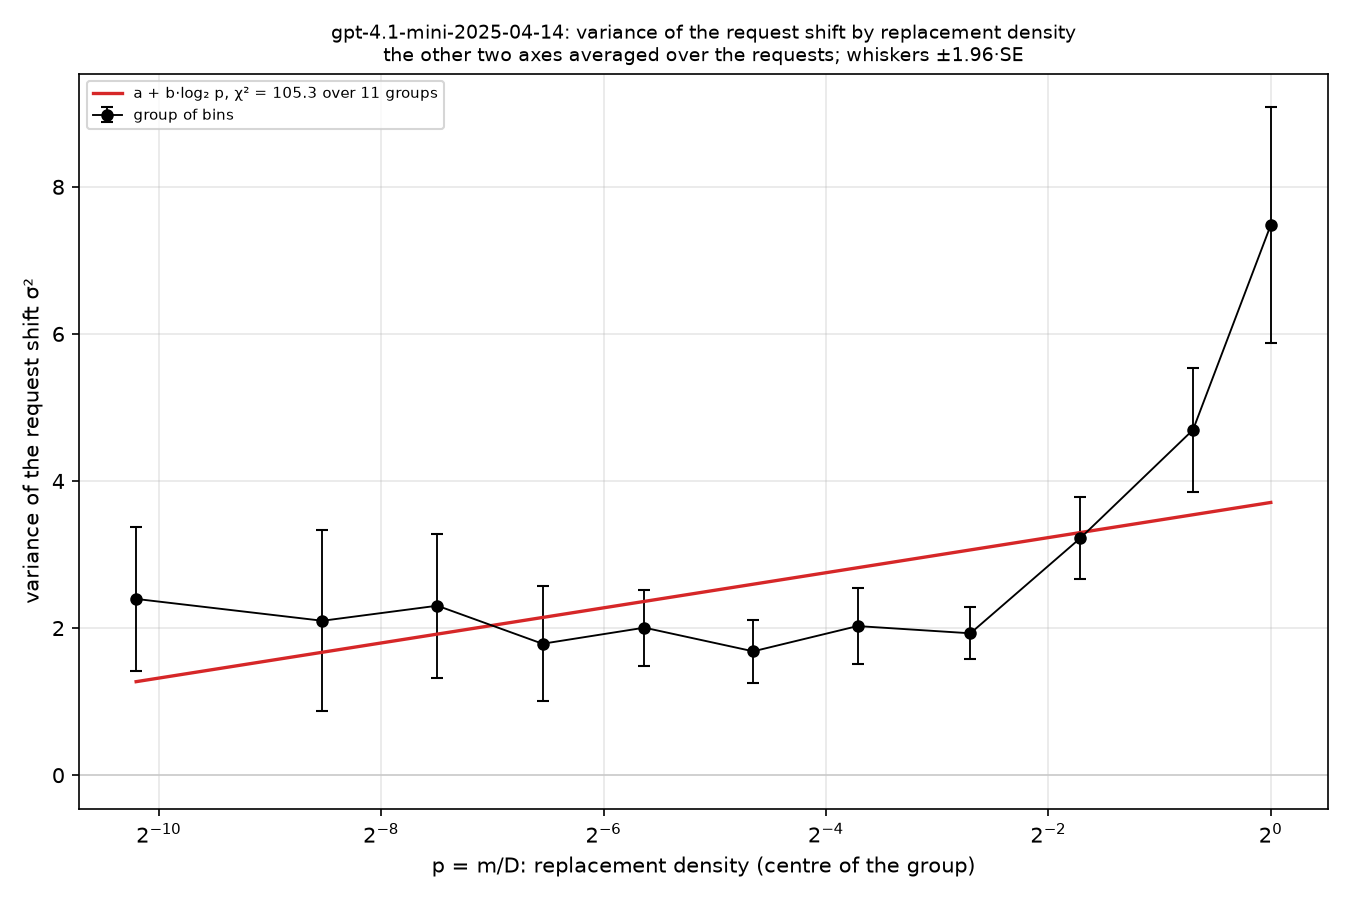 gpt-4.1-mini-2025-04-14: variance of the request shift by replacement density
the other two axes averaged over the requests; whiskers ±1.96·SE
a + b·log₂ p, χ² = 105.3 over 11 groups
group of bins
variance of the request shift σ²
8
6
4
2
0
2⁻¹⁰ 2⁻⁸ 2⁻⁶ 2⁻⁴ 2⁻² 2⁰
p = m/D: replacement density (centre of the group)